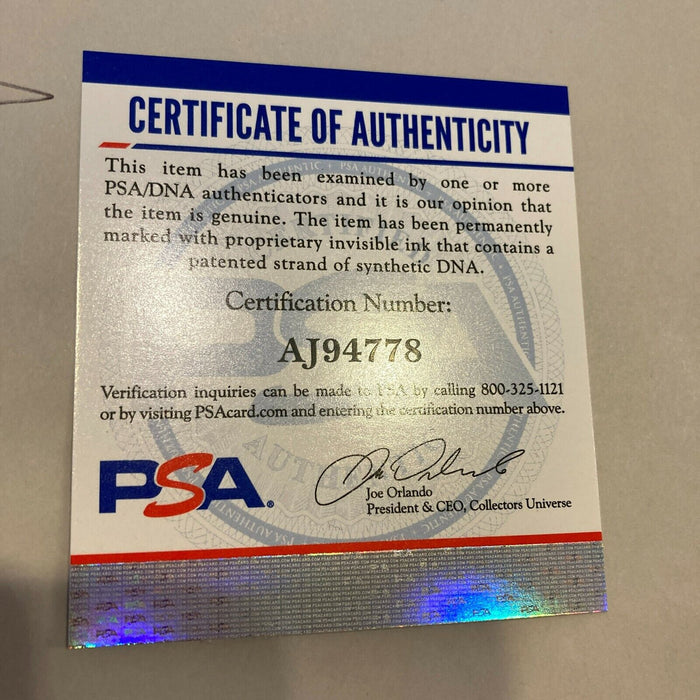 CERTIFICATE OF AUTHENTICITY
This item has been examined by one or more
PSA/DNA authenticators and it is our opinion that
the item is genuine. The item has been permanently
marked with proprietary invisible ink that contains a
patented strand of synthetic DNA.
Certification Number:
AJ94778
Verification inquiries can be made to PSA by calling 800-325-1121
or by visiting PSAcard.com and entering the certification number above.
PSA.
Joe Orlando
President & CEO, Collectors Universe